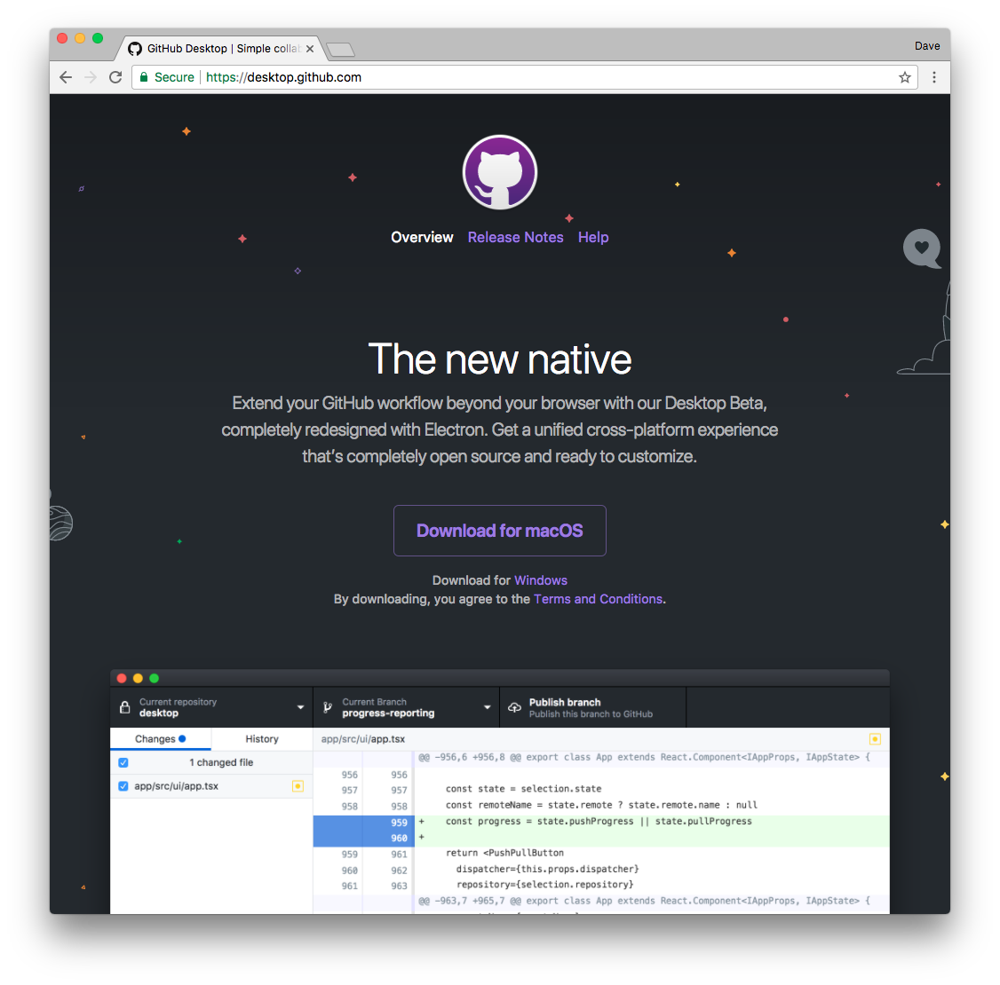 GitHub Desktop | Simple collab
Dave
Secure
https://desktop.github.com
Overview Release Notes Help
The new native
Extend your GitHub workflow beyond your browser with our Desktop Beta,
completely redesigned with Electron. Get a unified cross-platform experience
that's completely open source and ready to customize.
Download for macOS
Download for Windows
By downloading, you agree to the Terms and Conditions.
Current repository
desktop
Current Branch
progress-reporting
Publish branch
Publish this branch to GitHub
Changes
History
app/src/ui/app.tsx
1 changed file
app/src/ui/app.tsx
@@ -956,6 +956,8 @@ export class App extends React.Component<IAppProps, IAppState> {
956 956
957 957 const state = selection.state
958 958 const remoteName = state.remote ? state.remote.name : null
959 + const progress = state.pushProgress || state.pullProgress
960 +
959 961 return <PushPullButton
960 962 dispatcher={this.props.dispatcher}
961 963 repository={selection.repository}
@@ -963,7 +965,7 @@ export class App extends React.Component<IAppProps, IAppState> {